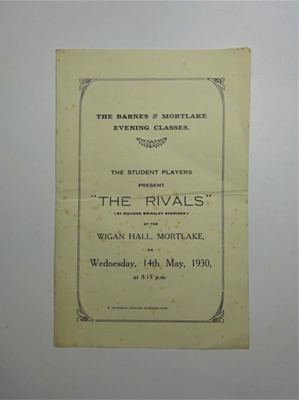 THE BARNES & MORTLAKE
EVENING CLASSES.
THE STUDENT PLAYERS
PRESENT
"THE RIVALS"
(BY RICHARD BRINSLEY SHERIDAN)
AT THE
WIGAN HALL, MORTLAKE,
ON
Wednesday, 14th May, 1930,
at 8.15 p.m.